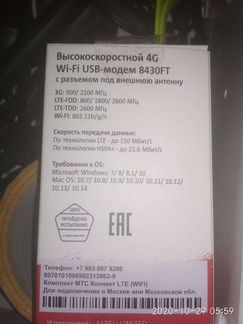 Высокоскоростной 4G
Wi-Fi USB-модем 8430FT
с разъемом под внешнюю антенну
3G: 900/ 2100 МГц
LTE-FDD: 800/ 1800/ 2600 МГц
LTE-TDD: 2600 МГц
Wi-Fi: 802.11b/g/n
Скорость передачи данных:
По технологии LTE - до 150 Мбит/с
По технологии HSPA+ - до 21,6 Мбит/с
Требования к ОS:
Microsoft Windows: 7/ 8/ 8.1/ 10
Mac OS: 10.7/ 10.8/ 10.9/ 10.10/ 10.11/ 10.12/
10.13/ 10.14
ПРОЙДЕНО
ИСПЫТАНИЕ
EAC
Телефон: +7 985 007 9286
Комплект МТС Коннект LTE (WIFI)
Для подключения в Москве или Московской обл.
2020-10-29 05:59